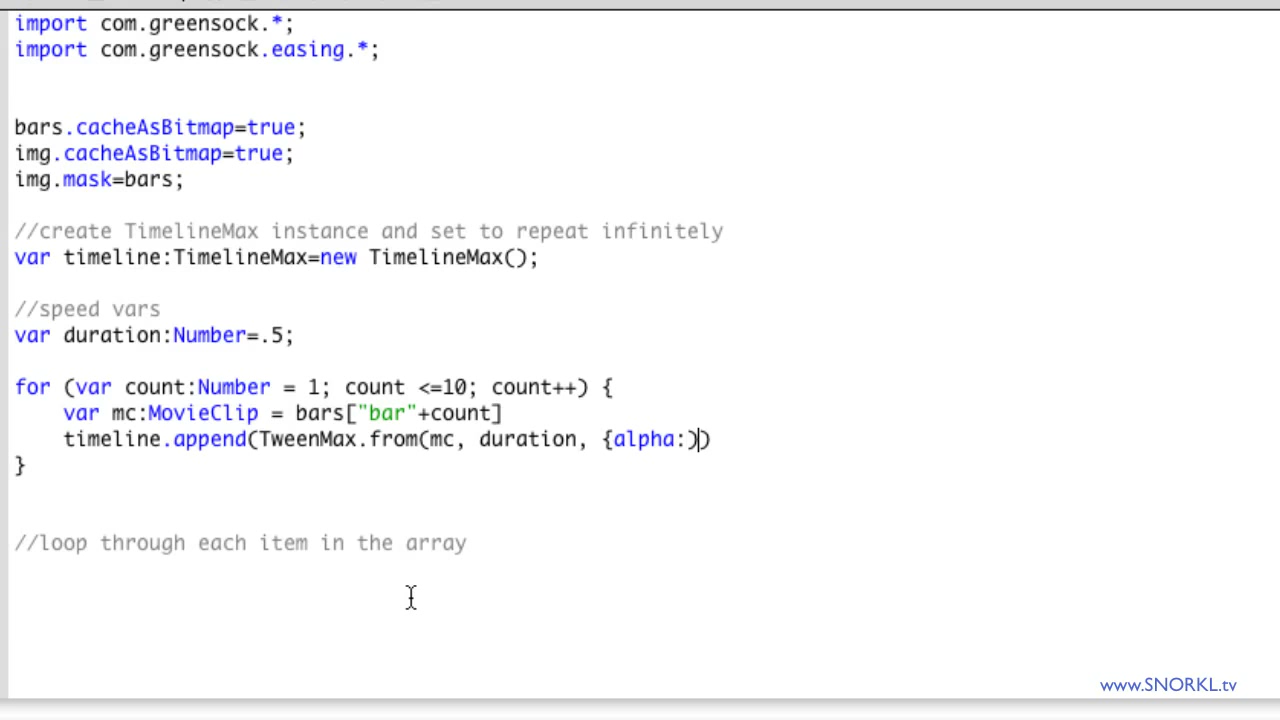 import com.greensock.*;
import com.greensock.easing.*;
bars.cacheAsBitmap=true;
img.cacheAsBitmap=true;
img.mask=bars;
//create TimelineMax instance and set to repeat infinitely
var timeline:TimelineMax=new TimelineMax();
//speed vars
var duration:Number=.5;
for (var count:Number = 1; count <=10; count++) {
var mc:MovieClip = bars["bar"+count]
timeline.append(TweenMax.from(mc, duration, {alpha:))
}
//loop through each item in the array
www.SNORKL.tv